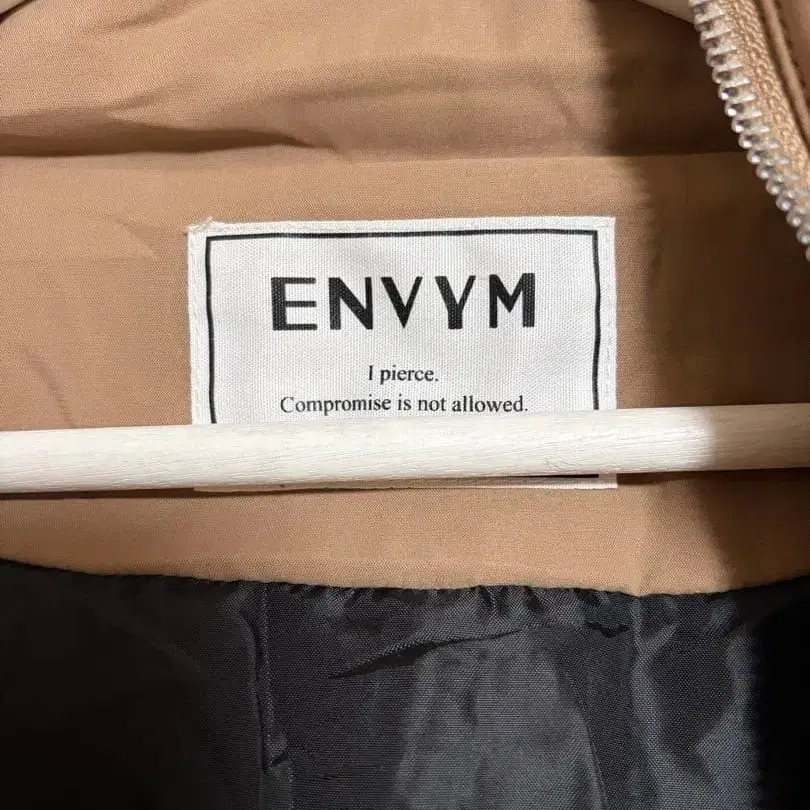 ENVYM
I pierce.
Compromise is not allowed.